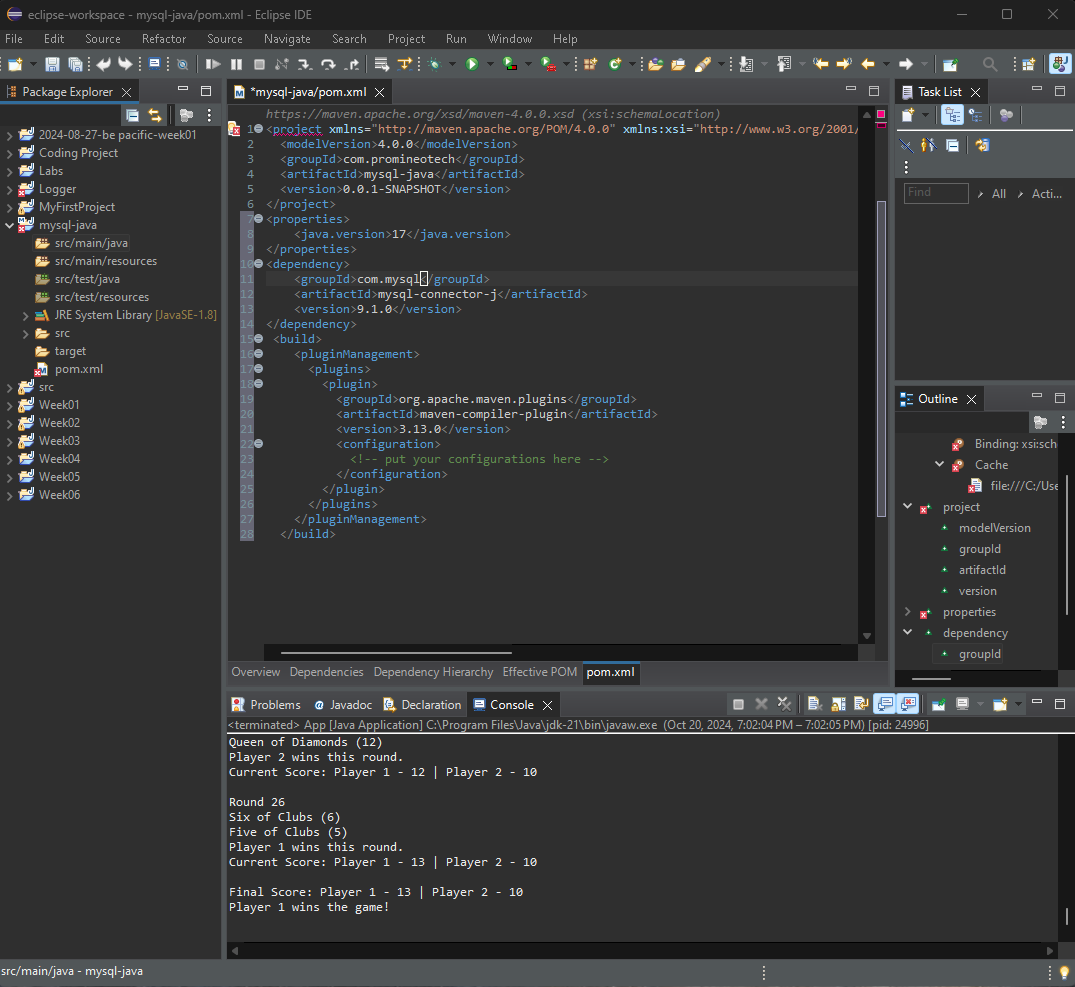 eclipse-workspace - mysql-java/pom.xml - Eclipse IDE
File Edit Source Refactor Source Navigate Search Project Run Window Help
Package Explorer
2024-08-27-be pacific-week01
Coding Project
Labs
Logger
MyFirstProject
mysql-java
src/main/java
src/main/resources
src/test/java
src/test/resources
JRE System Library [JavaSE-1.8]
src
target
pom.xml
src
Week01
Week02
Week03
Week04
Week05
Week06
*mysql-java/pom.xml
https://maven.apache.org/xsd/maven-4.0.0.xsd (xsi:schemaLocation)
1 <project xmlns="http://maven.apache.org/POM/4.0.0" xmlns:xsi="http://www.w3.org/2001/
2 <modelVersion>4.0.0</modelVersion>
3 <groupId>com.promineotech</groupId>
4 <artifactId>mysql-java</artifactId>
5 <version>0.0.1-SNAPSHOT</version>
6 </project>
7 <properties>
8 <java.version>17</java.version>
9 </properties>
10 <dependency>
11 <groupId>com.mysql</groupId>
12 <artifactId>mysql-connector-j</artifactId>
13 <version>9.1.0</version>
14 </dependency>
15 <build>
16 <pluginManagement>
17 <plugins>
18 <plugin>
19 <groupId>org.apache.maven.plugins</groupId>
20 <artifactId>maven-compiler-plugin</artifactId>
21 <version>3.13.0</version>
22 <configuration>
23 <!-- put your configurations here -->
24 </configuration>
25 </plugin>
26 </plugins>
27 </pluginManagement>
28 </build>
Overview Dependencies Dependency Hierarchy Effective POM pom.xml
Task List
Find All Acti...
Outline
Binding: xsi:sch
Cache
file:///C:/Use
project
modelVersion
groupId
artifactId
version
properties
dependency
groupId
Problems Javadoc Declaration Console
<terminated> App [Java Application] C:\Program Files\Java\jdk-21\bin\javaw.exe (Oct 20, 2024, 7:02:04 PM – 7:02:05 PM) [pid: 24996]
Queen of Diamonds (12)
Player 2 wins this round.
Current Score: Player 1 - 12 | Player 2 - 10
Round 26
Six of Clubs (6)
Five of Clubs (5)
Player 1 wins this round.
Current Score: Player 1 - 13 | Player 2 - 10
Final Score: Player 1 - 13 | Player 2 - 10
Player 1 wins the game!
src/main/java - mysql-java